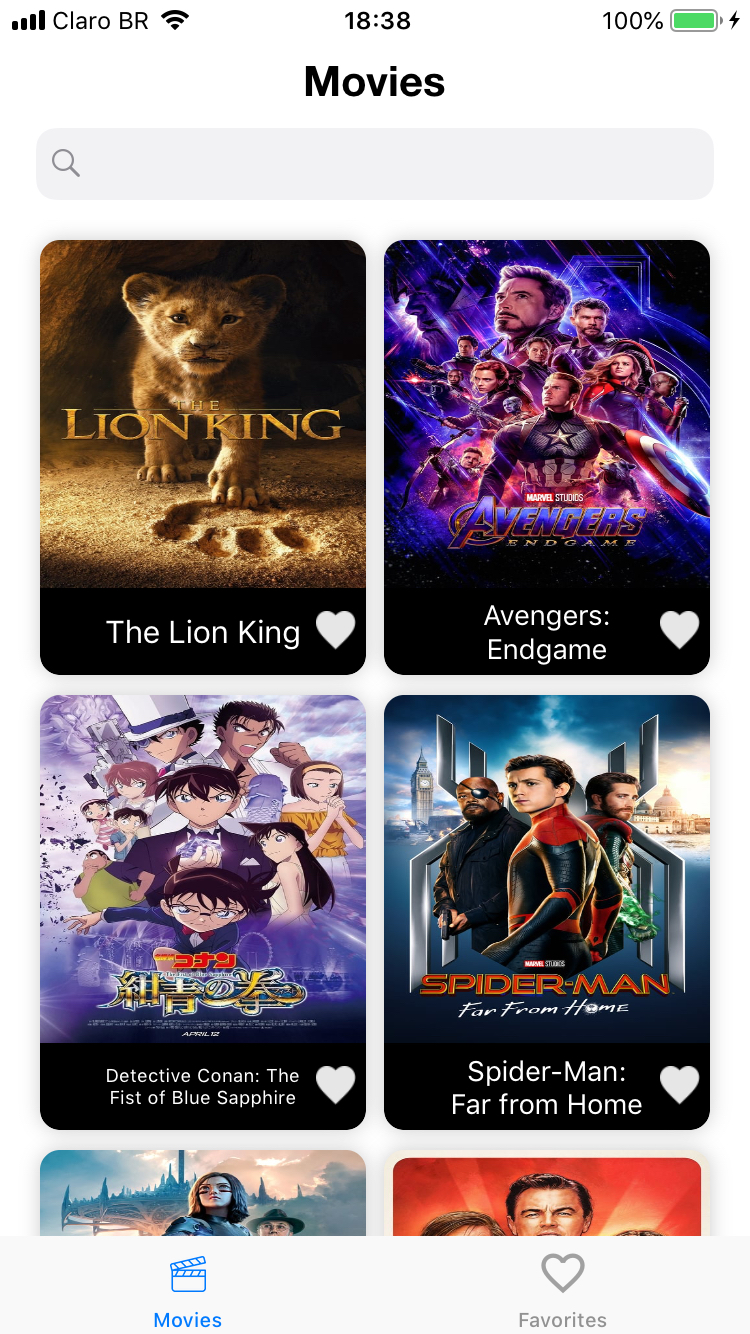 Claro BR
18:38
100%
Movies
THE
LION KING
The Lion King
MARVEL STUDIOS
AVENGERS
ENDGAME
Avengers:
Endgame
名探偵コナン
紺青の拳
APRIL 12
Detective Conan: The
Fist of Blue Sapphire
MARVEL STUDIOS
SPIDER-MAN
Far From Home
Spider-Man:
Far from Home
Movies
Favorites